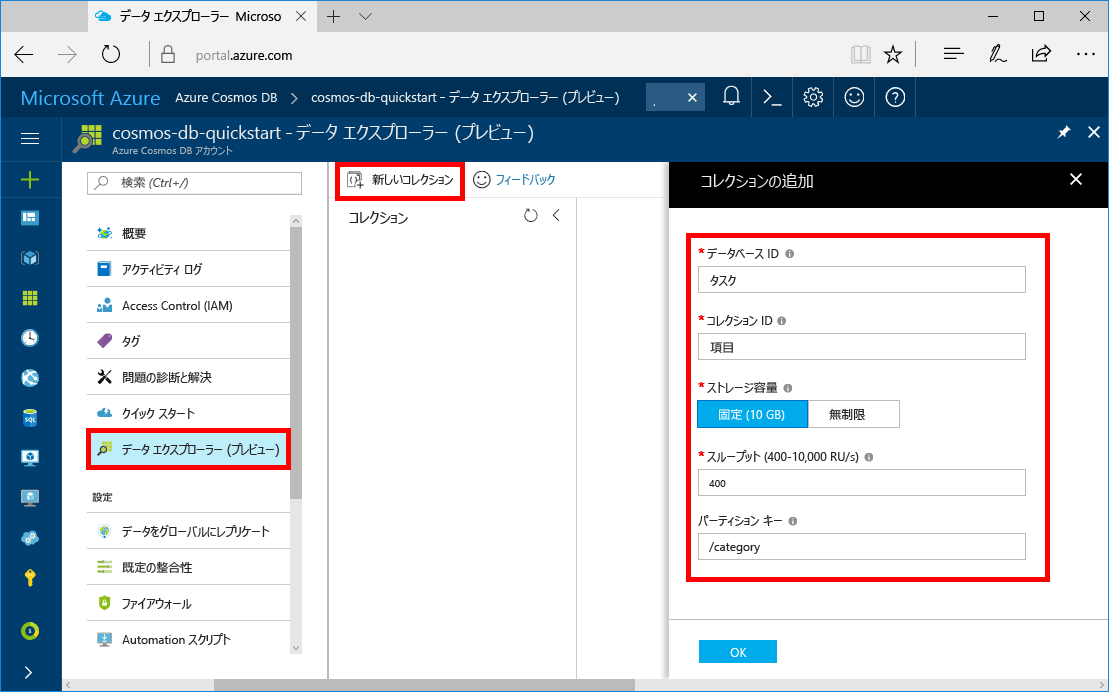 データ エクスプローラー Microso
portal.azure.com
Microsoft Azure Azure Cosmos DB > cosmos-db-quickstart - データ エクスプローラー (プレビュー)
cosmos-db-quickstart - データ エクスプローラー (プレビュー)
Azure Cosmos DB アカウント
検索 (Ctrl+/)
概要
アクティビティ ログ
Access Control (IAM)
タグ
問題の診断と解決
クイック スタート
データ エクスプローラー (プレビュー)
設定
データをグローバルにレプリケート
既定の整合性
ファイアウォール
Automation スクリプト
新しいコレクション フィードバック
コレクション
コレクションの追加
* データベース ID
タスク
* コレクション ID
項目
* ストレージ容量
固定 (10 GB) 無制限
* スループット (400-10,000 RU/s)
400
パーティション キー
/category
OK